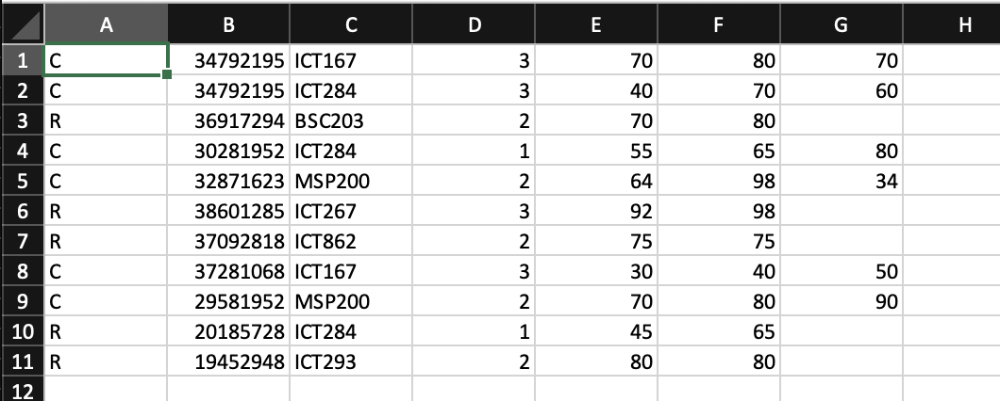 A B C D E F G H
1 C 34792195 ICT167 3 70 80 70
2 C 34792195 ICT284 3 40 70 60
3 R 36917294 BSC203 2 70 80
4 C 30281952 ICT284 1 55 65 80
5 C 32871623 MSP200 2 64 98 34
6 R 38601285 ICT267 3 92 98
7 R 37092818 ICT862 2 75 75
8 C 37281068 ICT167 3 30 40 50
9 C 29581952 MSP200 2 70 80 90
10 R 20185728 ICT284 1 45 65
11 R 19452948 ICT293 2 80 80
12